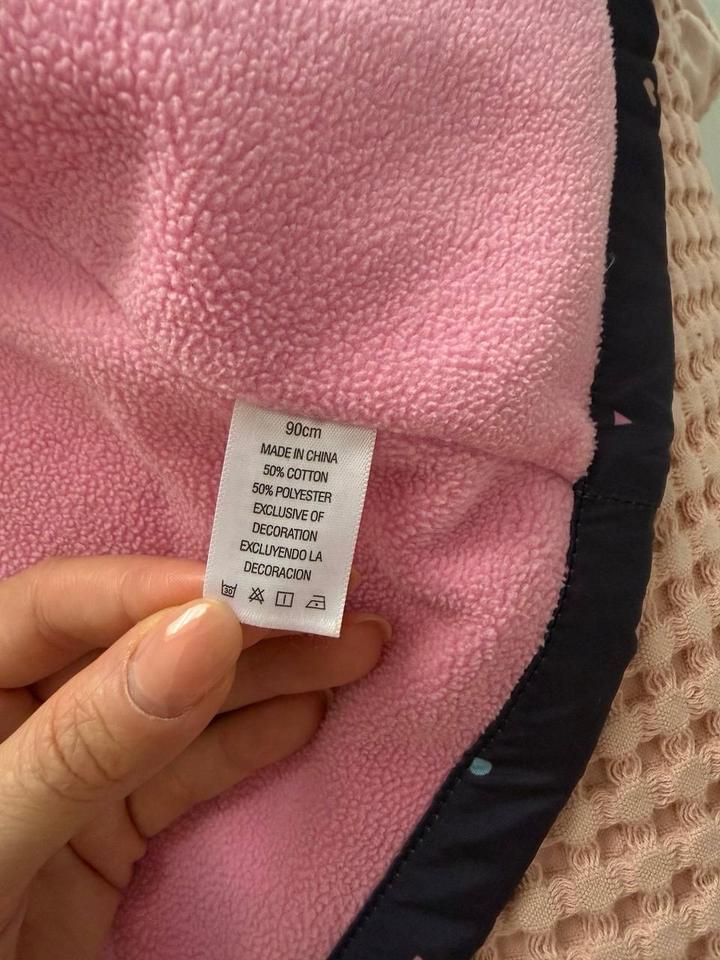 90cm
MADE IN CHINA
50% COTTON
50% POLYESTER
EXCLUSIVE OF
DECORATION
EXCLUYENDO LA
DECORACION
30